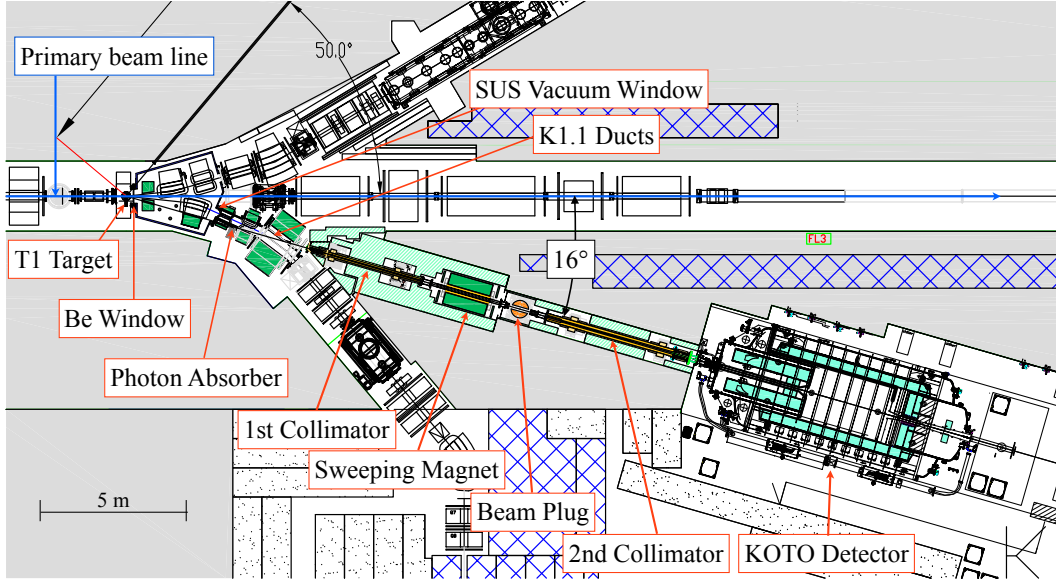 Primary beam line
50.0°
SUS Vacuum Window
K1.1 Ducts
T1 Target
16°
FL3
Be Window
Photon Absorber
1st Collimator
Sweeping Magnet
5 m
Beam Plug
2nd Collimator
KOTO Detector